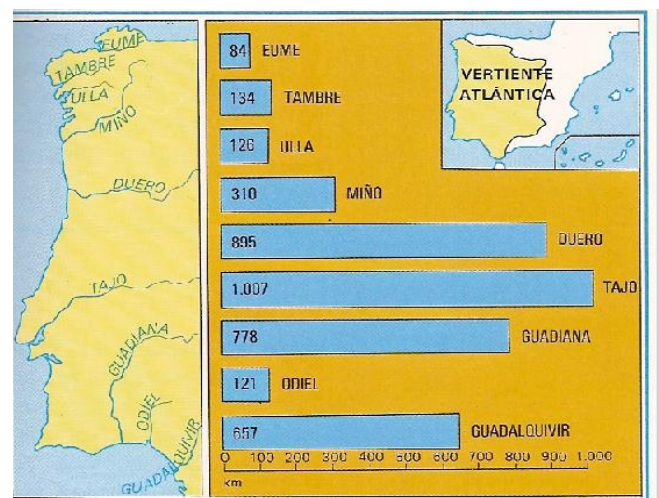 EUME
TAMBRE
ULLA
MIÑO
DUERO
TAJO
GUADIANA
ODIEL
GUADALQUIVIR
VERTIENTE
ATLÁNTICA
84 EUME
134 TAMBRE
126 ULLA
310 MIÑO
895 DUERO
1.007 TAJO
778 GUADIANA
121 ODIEL
657 GUADALQUIVIR
0 100 200 300 400 500 600 700 800 900 1.000
km